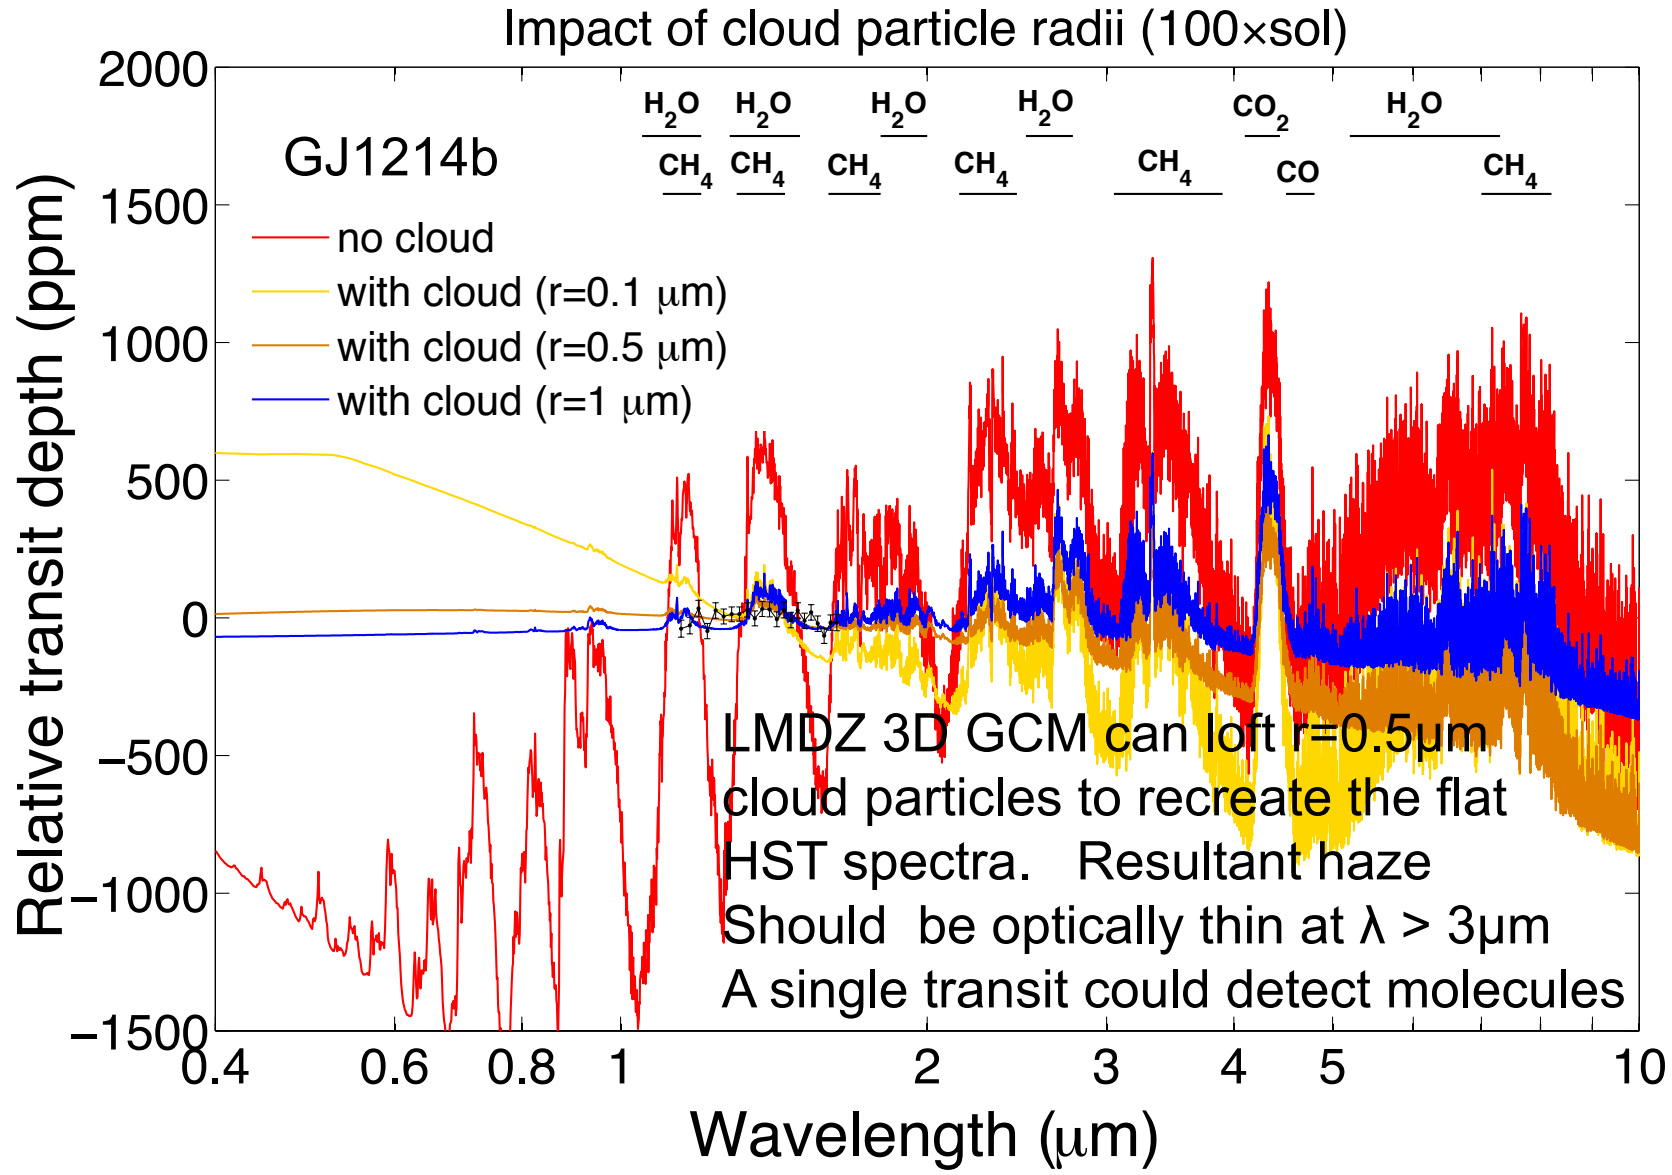 Impact of cloud particle radii (100×sol)
2000
1500
1000
500
0
−500
−1000
−1500
Relative transit depth (ppm)
H2O H2O H2O H2O CO2 H2O
CH4 CH4 CH4 CH4 CH4 CO CH4
GJ1214b
no cloud
with cloud (r=0.1 μm)
with cloud (r=0.5 μm)
with cloud (r=1 μm)
LMDZ 3D GCM can loft r=0.5μm
cloud particles to recreate the flat
HST spectra. Resultant haze
Should be optically thin at λ > 3μm
A single transit could detect molecules
0.4 0.6 0.8 1 2 3 4 5 10
Wavelength (μm)